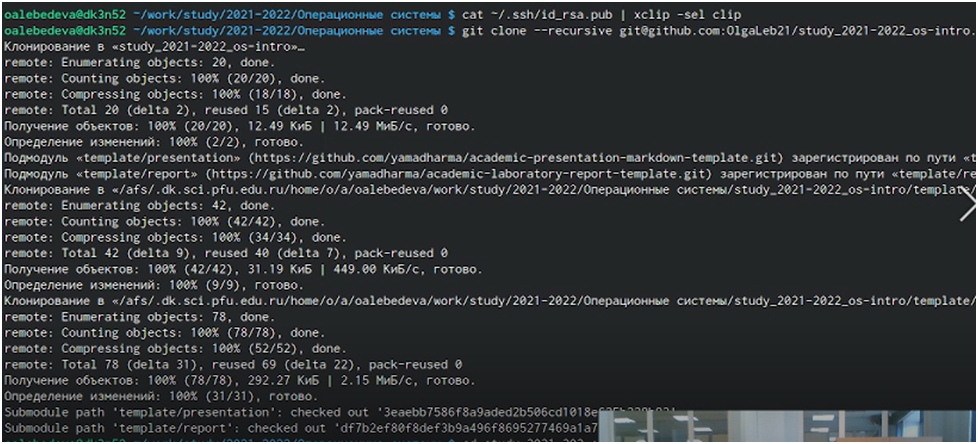 oalebedeva@dk3n52 ~/work/study/2021-2022/Операционные системы $ cat ~/.ssh/id_rsa.pub | xclip -sel clip
oalebedeva@dk3n52 ~/work/study/2021-2022/Операционные системы $ git clone --recursive git@github.com:OlgaLeb21/study_2021-2022_os-intro.
Клонирование в «study_2021-2022_os-intro»…
remote: Enumerating objects: 20, done.
remote: Counting objects: 100% (20/20), done.
remote: Compressing objects: 100% (18/18), done.
remote: Total 20 (delta 2), reused 15 (delta 2), pack-reused 0
Получение объектов: 100% (20/20), 12.49 КиБ | 12.49 МиБ/с, готово.
Определение изменений: 100% (2/2), готово.
Подмодуль «template/presentation» (https://github.com/yamadharma/academic-presentation-markdown-template.git) зарегистрирован по пути «t
Подмодуль «template/report» (https://github.com/yamadharma/academic-laboratory-report-template.git) зарегистрирован по пути «template/re
Клонирование в «/afs/.dk.sci.pfu.edu.ru/home/o/a/oalebedeva/work/study/2021-2022/Операционные системы/study_2021-2022_os-intro/template/
remote: Enumerating objects: 42, done.
remote: Counting objects: 100% (42/42), done.
remote: Compressing objects: 100% (34/34), done.
remote: Total 42 (delta 9), reused 40 (delta 7), pack-reused 0
Получение объектов: 100% (42/42), 31.19 КиБ | 449.00 КиБ/с, готово.
Определение изменений: 100% (9/9), готово.
Клонирование в «/afs/.dk.sci.pfu.edu.ru/home/o/a/oalebedeva/work/study/2021-2022/Операционные системы/study_2021-2022_os-intro/template/
remote: Enumerating objects: 78, done.
remote: Counting objects: 100% (78/78), done.
remote: Compressing objects: 100% (52/52), done.
remote: Total 78 (delta 31), reused 69 (delta 22), pack-reused 0
Получение объектов: 100% (78/78), 292.27 КиБ | 2.15 МиБ/с, готово.
Определение изменений: 100% (31/31), готово.
Submodule path 'template/presentation': checked out
Submodule path 'template/report': checked out 'df7b2ef80f8def3b9a496f8695277469a1a7
oalebedeva@dk3n52 ~/work/study/2021-2022/Операционные системы $ cd